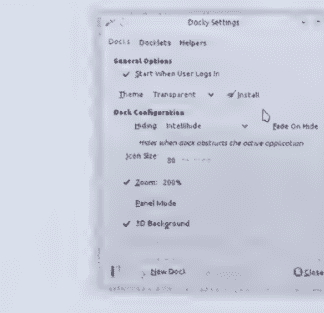 Docky Settings
Docks Docklets Helpers
General Options
Start When User Logs In
Theme Transparent Install
Dock Configuration
Hiding Intellihide Fade On Hide
Hides when dock obstructs the active application
Icon Size:
Zoom: 200%
Panel Mode
3D Background
New Dock Close